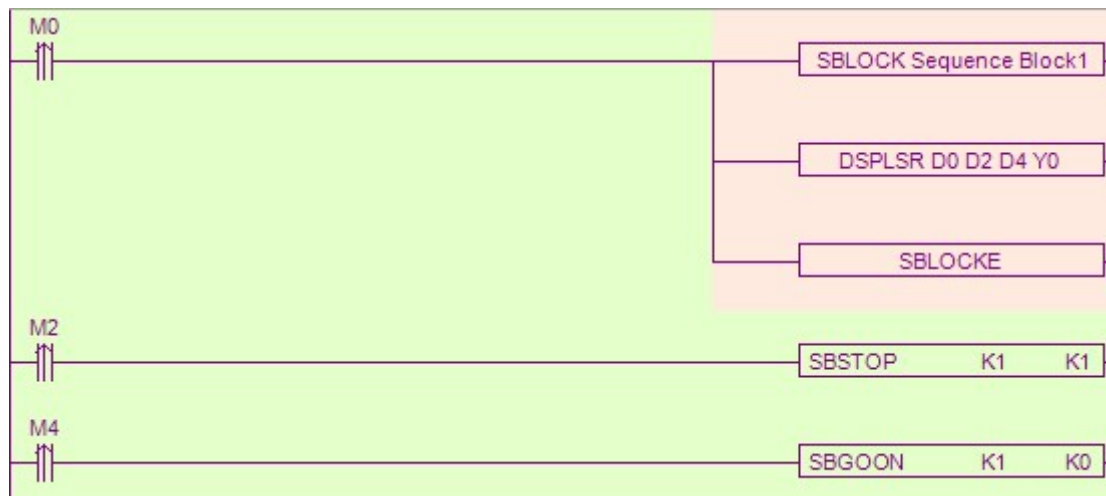 M0
SBLOCK Sequence Block1
DSPLSR D0 D2 D4 Y0
SBLOCKE
M2
SBSTOP K1 K1
M4
SBGOON K1 K0